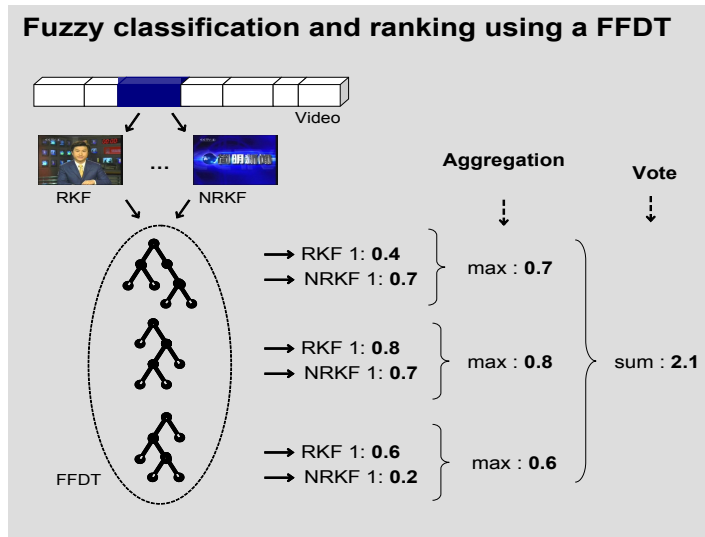 Fuzzy classification and ranking using a FFDT
Video
RKF
...
NRKF
Aggregation
Vote
RKF 1: 0.4
NRKF 1: 0.7
max : 0.7
RKF 1: 0.8
NRKF 1: 0.7
max : 0.8
sum : 2.1
RKF 1: 0.6
NRKF 1: 0.2
max : 0.6
FFDT